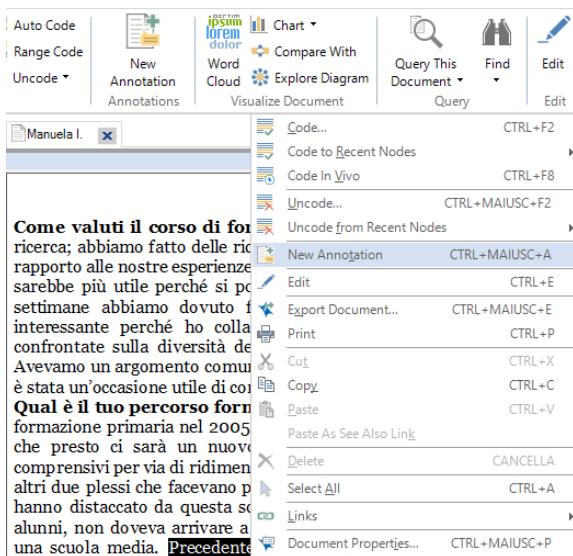 Auto Code
Range Code
Uncode
New
Annotation
Annotations
ipsum
lorem
dolor
Word
Cloud
Chart
Compare With
Explore Diagram
Visualize Document
Query This
Document
Find
Query
Edit
Edit
Manuela I.
Come valuti il corso di for
ricerca; abbiamo fatto delle ric
rapporto alle nostre esperienze
sarebbe più utile perché si po
settimane abbiamo dovuto f
interessante perché ho colla
confrontate sulla diversità de
Avevamo un argomento comu
è stata un'occasione utile di co
Qual è il tuo percorso forn
formazione primaria nel 2005
che presto ci sarà un nuovo
comprensivi per via di ridimen
altri due plessi che facevano p
hanno distaccato da questa sc
alunni, non doveva arrivare a
una scuola media. Precedente
Code... CTRL+F2
Code to Recent Nodes
Code In Vivo CTRL+F8
Uncode... CTRL+MAIUSC+F2
Uncode from Recent Nodes
New Annotation CTRL+MAIUSC+A
Edit CTRL+E
Export Document... CTRL+MAIUSC+E
Print CTRL+P
Cut CTRL+X
Copy CTRL+C
Paste CTRL+V
Paste As See Also Link
Delete CANCELLA
Select All CTRL+A
Links
Document Properties... CTRL+MAIUSC+P